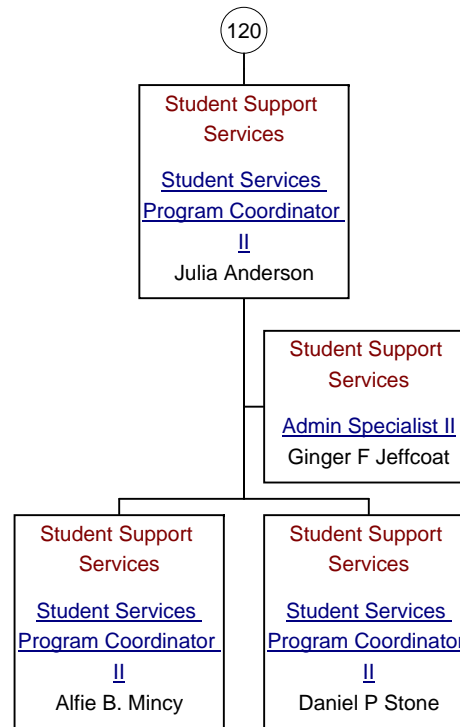 120
Student Support
Services
Student Services
Program Coordinator
II
Julia Anderson
Student Support
Services
Admin Specialist II
Ginger F Jeffcoat
Student Support
Services
Student Services
Program Coordinator
II
Alfie B. Mincy
Student Support
Services
Student Services
Program Coordinator
II
Daniel P Stone